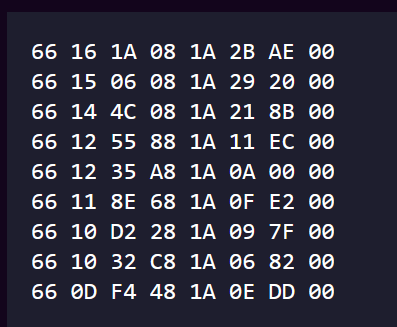 66 16 1A 08 1A 2B AE 00
66 15 06 08 1A 29 20 00
66 14 4C 08 1A 21 8B 00
66 12 55 88 1A 11 EC 00
66 12 35 A8 1A 0A 00 00
66 11 8E 68 1A 0F E2 00
66 10 D2 28 1A 09 7F 00
66 10 32 C8 1A 06 82 00
66 0D F4 48 1A 0E DD 00